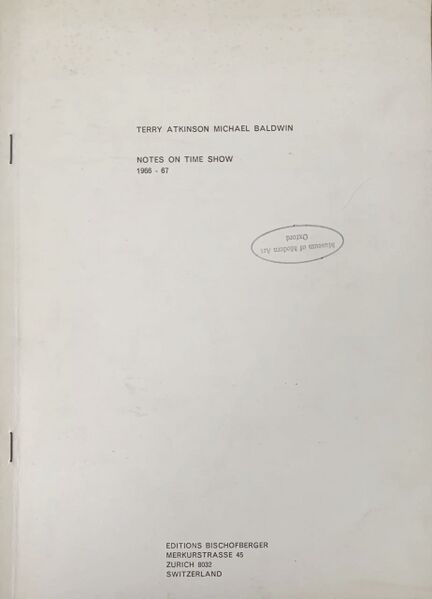 TERRY ATKINSON MICHAEL BALDWIN
NOTES ON TIME SHOW
1966 - 67
Museum of Modern Art
Oxford
EDITIONS BISCHOFBERGER
MERKURSTRASSE 45
ZURICH 8032
SWITZERLAND